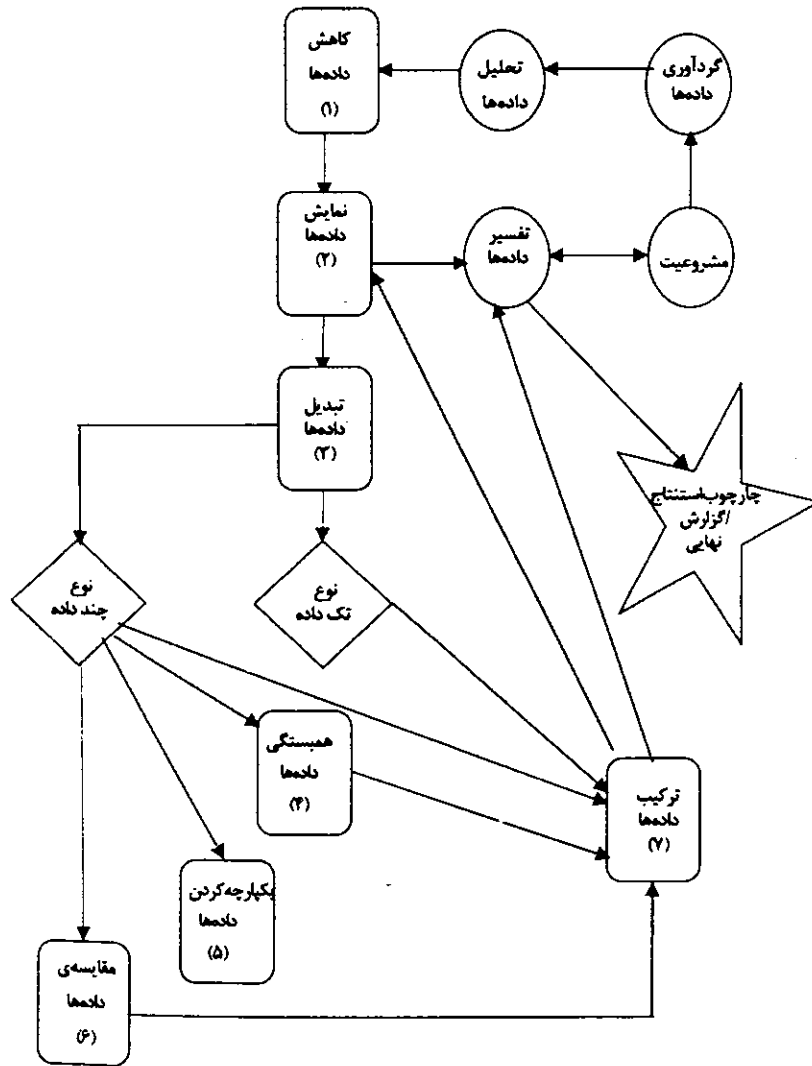 گردآوری
داده‌ها
تحلیل
داده‌ها
کاهش
داده‌ها
(۱)
نمایش
داده‌ها
(۲)
تفسیر
داده‌ها
مشروعیت
تبدیل
داده‌ها
(۳)
چارچوب‌استنتاج
/گزارش
نهایی
نوع
تک داده
نوع
چند داده
همبستگی
داده‌ها
(۴)
ترکیب
داده‌ها
(۷)
یکپارچه‌کردن
داده‌ها
(۵)
مقایسه‌ی
داده‌ها
(۶)